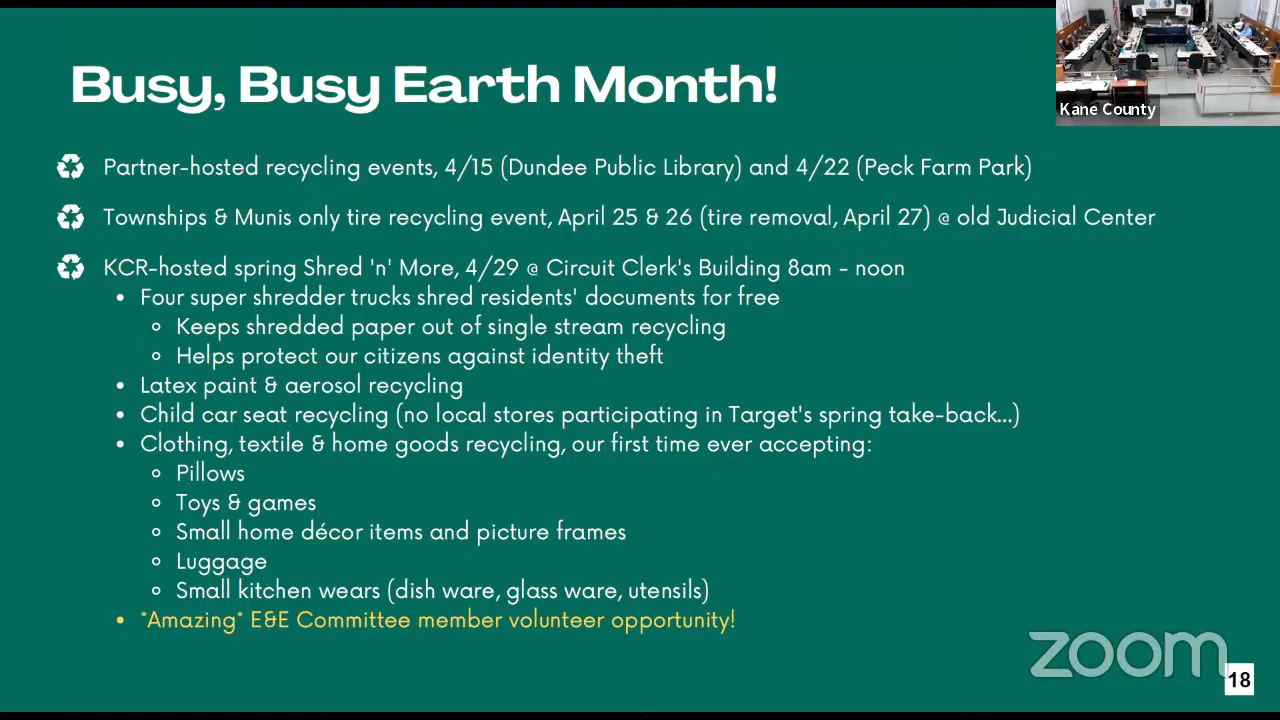 Busy, Busy Earth Month!
Kane County
Partner-hosted recycling events, 4/15 (Dundee Public Library) and 4/22 (Peck Farm Park)
Townships & Munis only tire recycling event, April 25 & 26 (tire removal, April 27) @ old Judicial Center
KCR-hosted spring Shred 'n' More, 4/29 @ Circuit Clerk's Building 8am - noon
Four super shredder trucks shred residents' documents for free
Keeps shredded paper out of single stream recycling
Helps protect our citizens against identity theft
Latex paint & aerosol recycling
Child car seat recycling (no local stores participating in Target's spring take-back...)
Clothing, textile & home goods recycling, our first time ever accepting:
Pillows
Toys & games
Small home décor items and picture frames
Luggage
Small kitchen wears (dish ware, glass ware, utensils)
*Amazing* E&E Committee member volunteer opportunity!
zoom
18